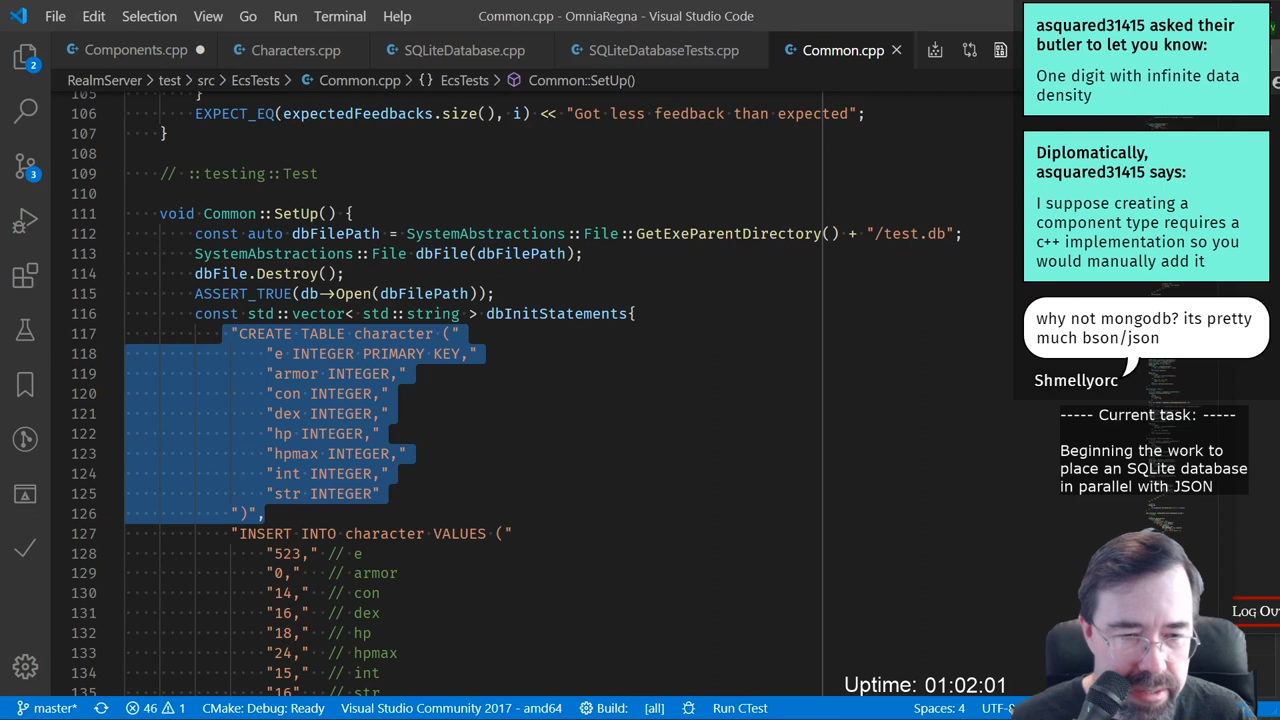 File Edit Selection View Go Run Terminal Help Common.cpp - OmniaRegna - Visual Studio Code
Components.cpp Characters.cpp SQLiteDatabase.cpp SQLiteDatabaseTests.cpp Common.cpp
RealmServer > test > src > EcsTests > Common.cpp > {} EcsTests > Common::SetUp()
105 }
106 EXPECT_EQ(expectedFeedbacks.size(), i) << "Got less feedback than expected";
107 }
108
109 // ::testing::Test
110
111 void Common::SetUp() {
112 const auto dbFilePath = SystemAbstractions::File::GetExeParentDirectory() + "/test.db";
113 SystemAbstractions::File dbFile(dbFilePath);
114 dbFile.Destroy();
115 ASSERT_TRUE(db->Open(dbFilePath));
116 const std::vector< std::string > dbInitStatements{
117 "CREATE TABLE character ("
118 "e INTEGER PRIMARY KEY,"
119 "armor INTEGER,"
120 "con INTEGER,"
121 "dex INTEGER,"
122 "hp INTEGER,"
123 "hpmax INTEGER,"
124 "int INTEGER,"
125 "str INTEGER"
126 ")",
127 "INSERT INTO character VALUES ("
128 "523," // e
129 "0," // armor
130 "14," // con
131 "16," // dex
132 "18," // hp
133 "24," // hpmax
134 "15," // int
135 "16" // str
asquared31415 asked their
butler to let you know:
One digit with infinite data
density
Diplomatically,
asquared31415 says:
I suppose creating a
component type requires a
c++ implementation so you
would manually add it
why not mongodb? its pretty
much bson/json
Shmellyorc
----- Current task: -----
Beginning the work to
place an SQLite database
in parallel with JSON
Uptime: 01:02:01
2
3
master* 46 1 CMake: Debug: Ready Visual Studio Community 2017 - amd64 Build: [all] Run CTest Spaces: 4